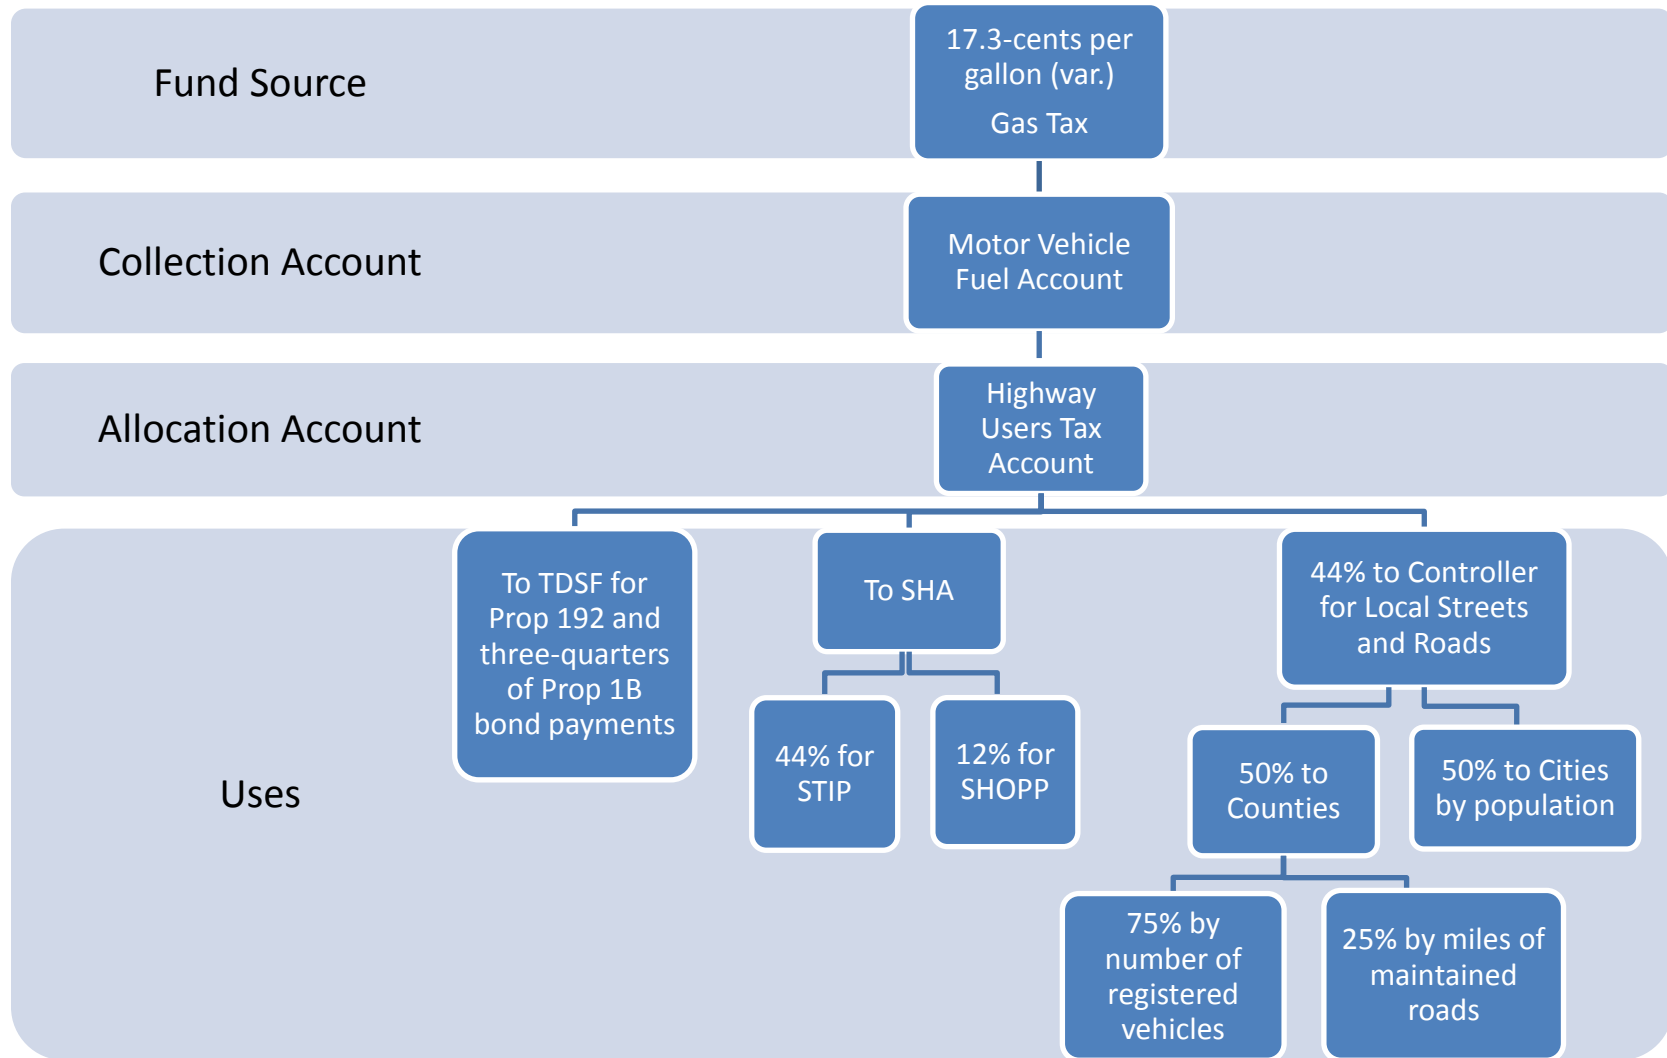 Fund Source
17.3-cents per
gallon (var.)
Gas Tax
Collection Account
Motor Vehicle
Fuel Account
Allocation Account
Highway
Users Tax
Account
Uses
To TDSF for
Prop 192 and
three-quarters
of Prop 1B
bond payments
To SHA
44% for
STIP
12% for
SHOPP
44% to Controller
for Local Streets
and Roads
50% to
Counties
50% to Cities
by population
75% by
number of
registered
vehicles
25% by miles of
maintained
roads